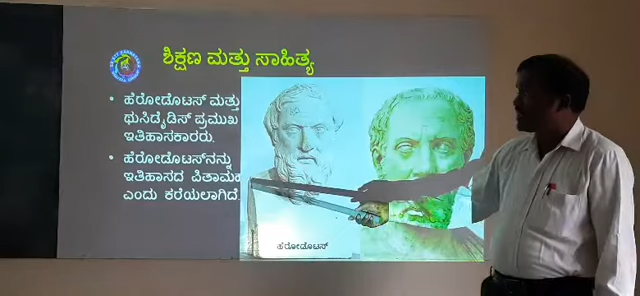 ಶಿಕ್ಷಣ ಮತ್ತು ಸಾಹಿತ್ಯ
• ಹೆರೋಡೊಟಸ್ ಮತ್ತು
ಥುಸಿಡೈಡಿಸ್ ಪ್ರಮುಖ
ಇತಿಹಾಸಕಾರರು.
• ಹೆರೋಡೊಟಸ್‌ನನ್ನು
ಇತಿಹಾಸದ ಪಿತಾಮಹ
ಎಂದು ಕರೆಯಲಾಗಿದೆ.
ಹೆರೋಡೋಟಸ್